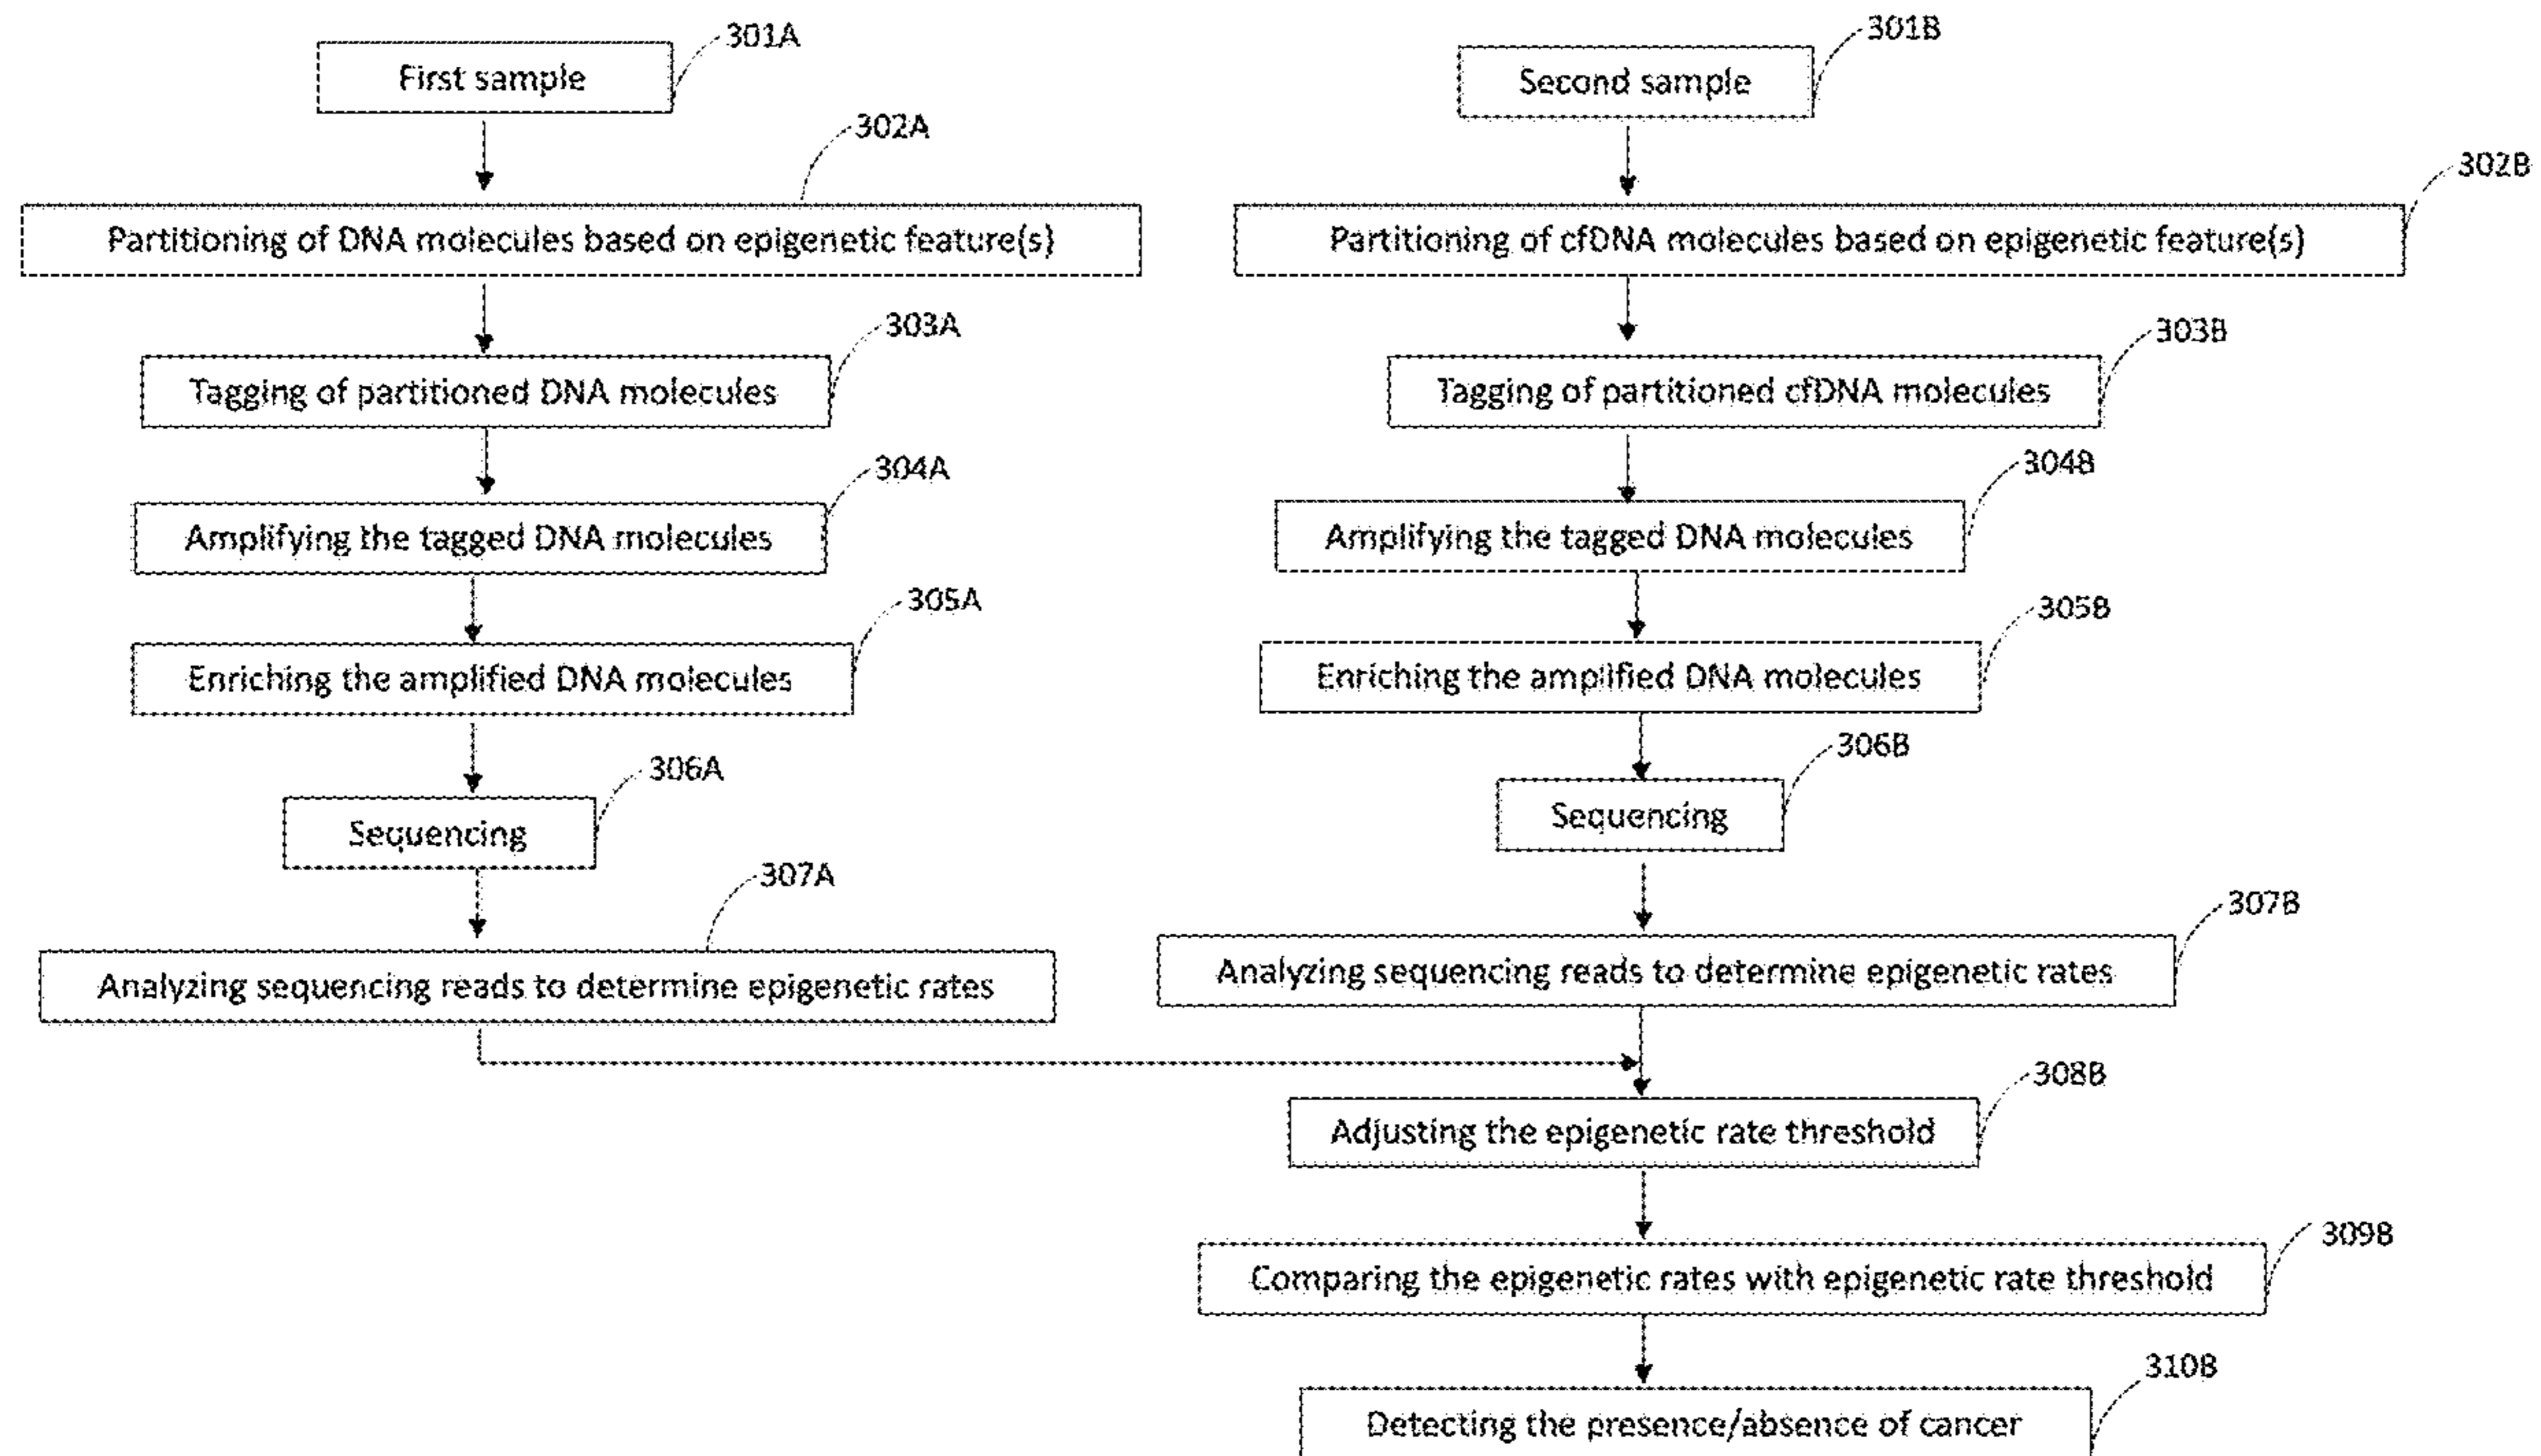 First sample
301A
302A
Partitioning of DNA molecules based on epigenetic feature(s)
303A
Tagging of partitioned DNA molecules
304A
Amplifying the tagged DNA molecules
305A
Enriching the amplified DNA molecules
306A
Sequencing
307A
Analyzing sequencing reads to determine epigenetic rates
301B
Second sample
302B
Partitioning of cfDNA molecules based on epigenetic feature(s)
303B
Tagging of partitioned cfDNA molecules
304B
Amplifying the tagged DNA molecules
305B
Enriching the amplified DNA molecules
306B
Sequencing
307B
Analyzing sequencing reads to determine epigenetic rates
308B
Adjusting the epigenetic rate threshold
309B
Comparing the epigenetic rates with epigenetic rate threshold
310B
Detecting the presence/absence of cancer